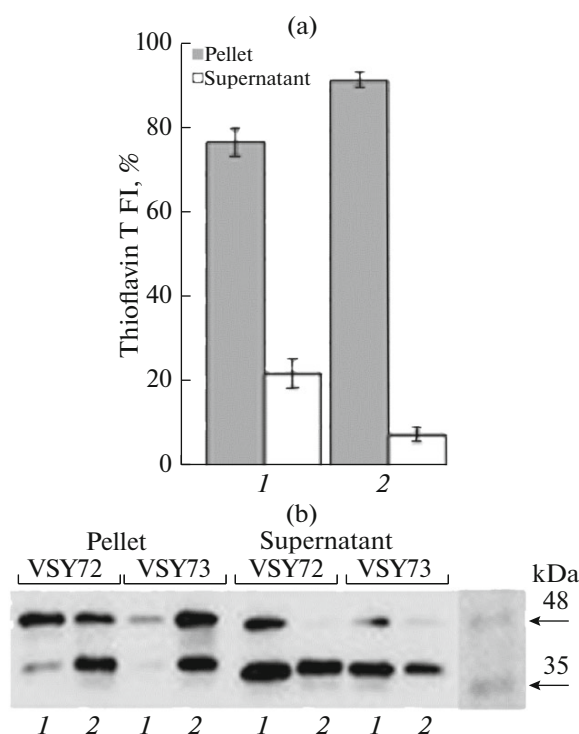 (a)
100
80
60
40
20
0
Thioflavin T FI, %
Pellet
Supernatant
1 2
(b)
Pellet Supernatant
VSY72 VSY73 VSY72 VSY73
kDa
48
35
1 2 1 2 1 2 1 2